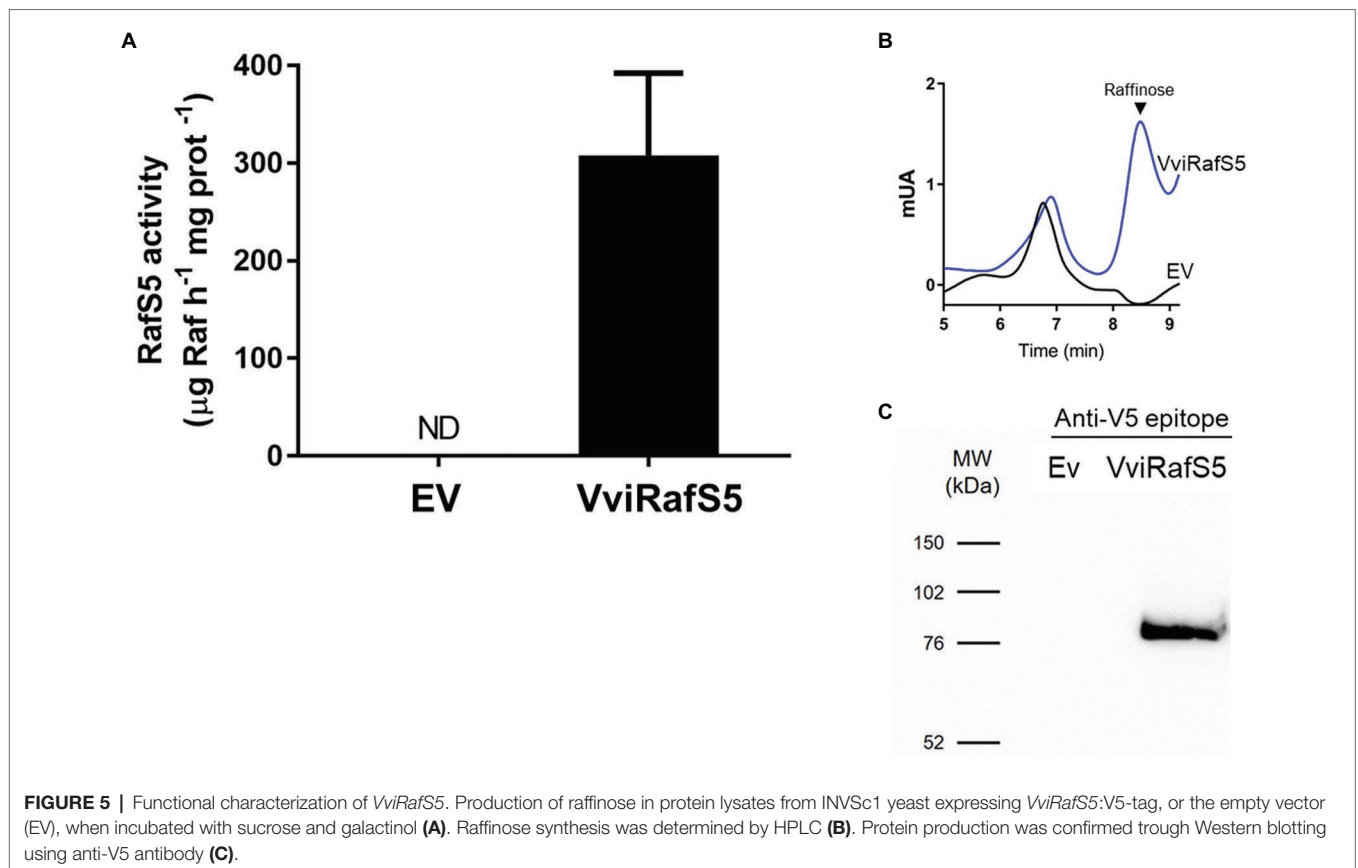 A
400
300
200
100
0
RafS5 activity
(µg Raf h-1 mg prot -1)
ND
EV
VviRafS5
B
2
1
0
mUA
Raffinose
VviRafS5
EV
5 6 7 8 9
Time (min)
C
Anti-V5 epitope
MW
(kDa)
Ev VviRafS5
150
102
76
52
FIGURE 5 | Functional characterization of VviRafS5. Production of raffinose in protein lysates from INVSc1 yeast expressing VviRafS5:V5-tag, or the empty vector
(EV), when incubated with sucrose and galactinol (A). Raffinose synthesis was determined by HPLC (B). Protein production was confirmed trough Western blotting
using anti-V5 antibody (C).